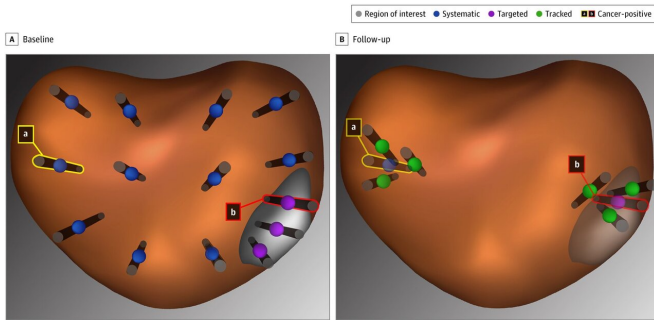 Region of interest Systematic Targeted Tracked a b Cancer-positive
A Baseline
B Follow-up
a
b
a
b